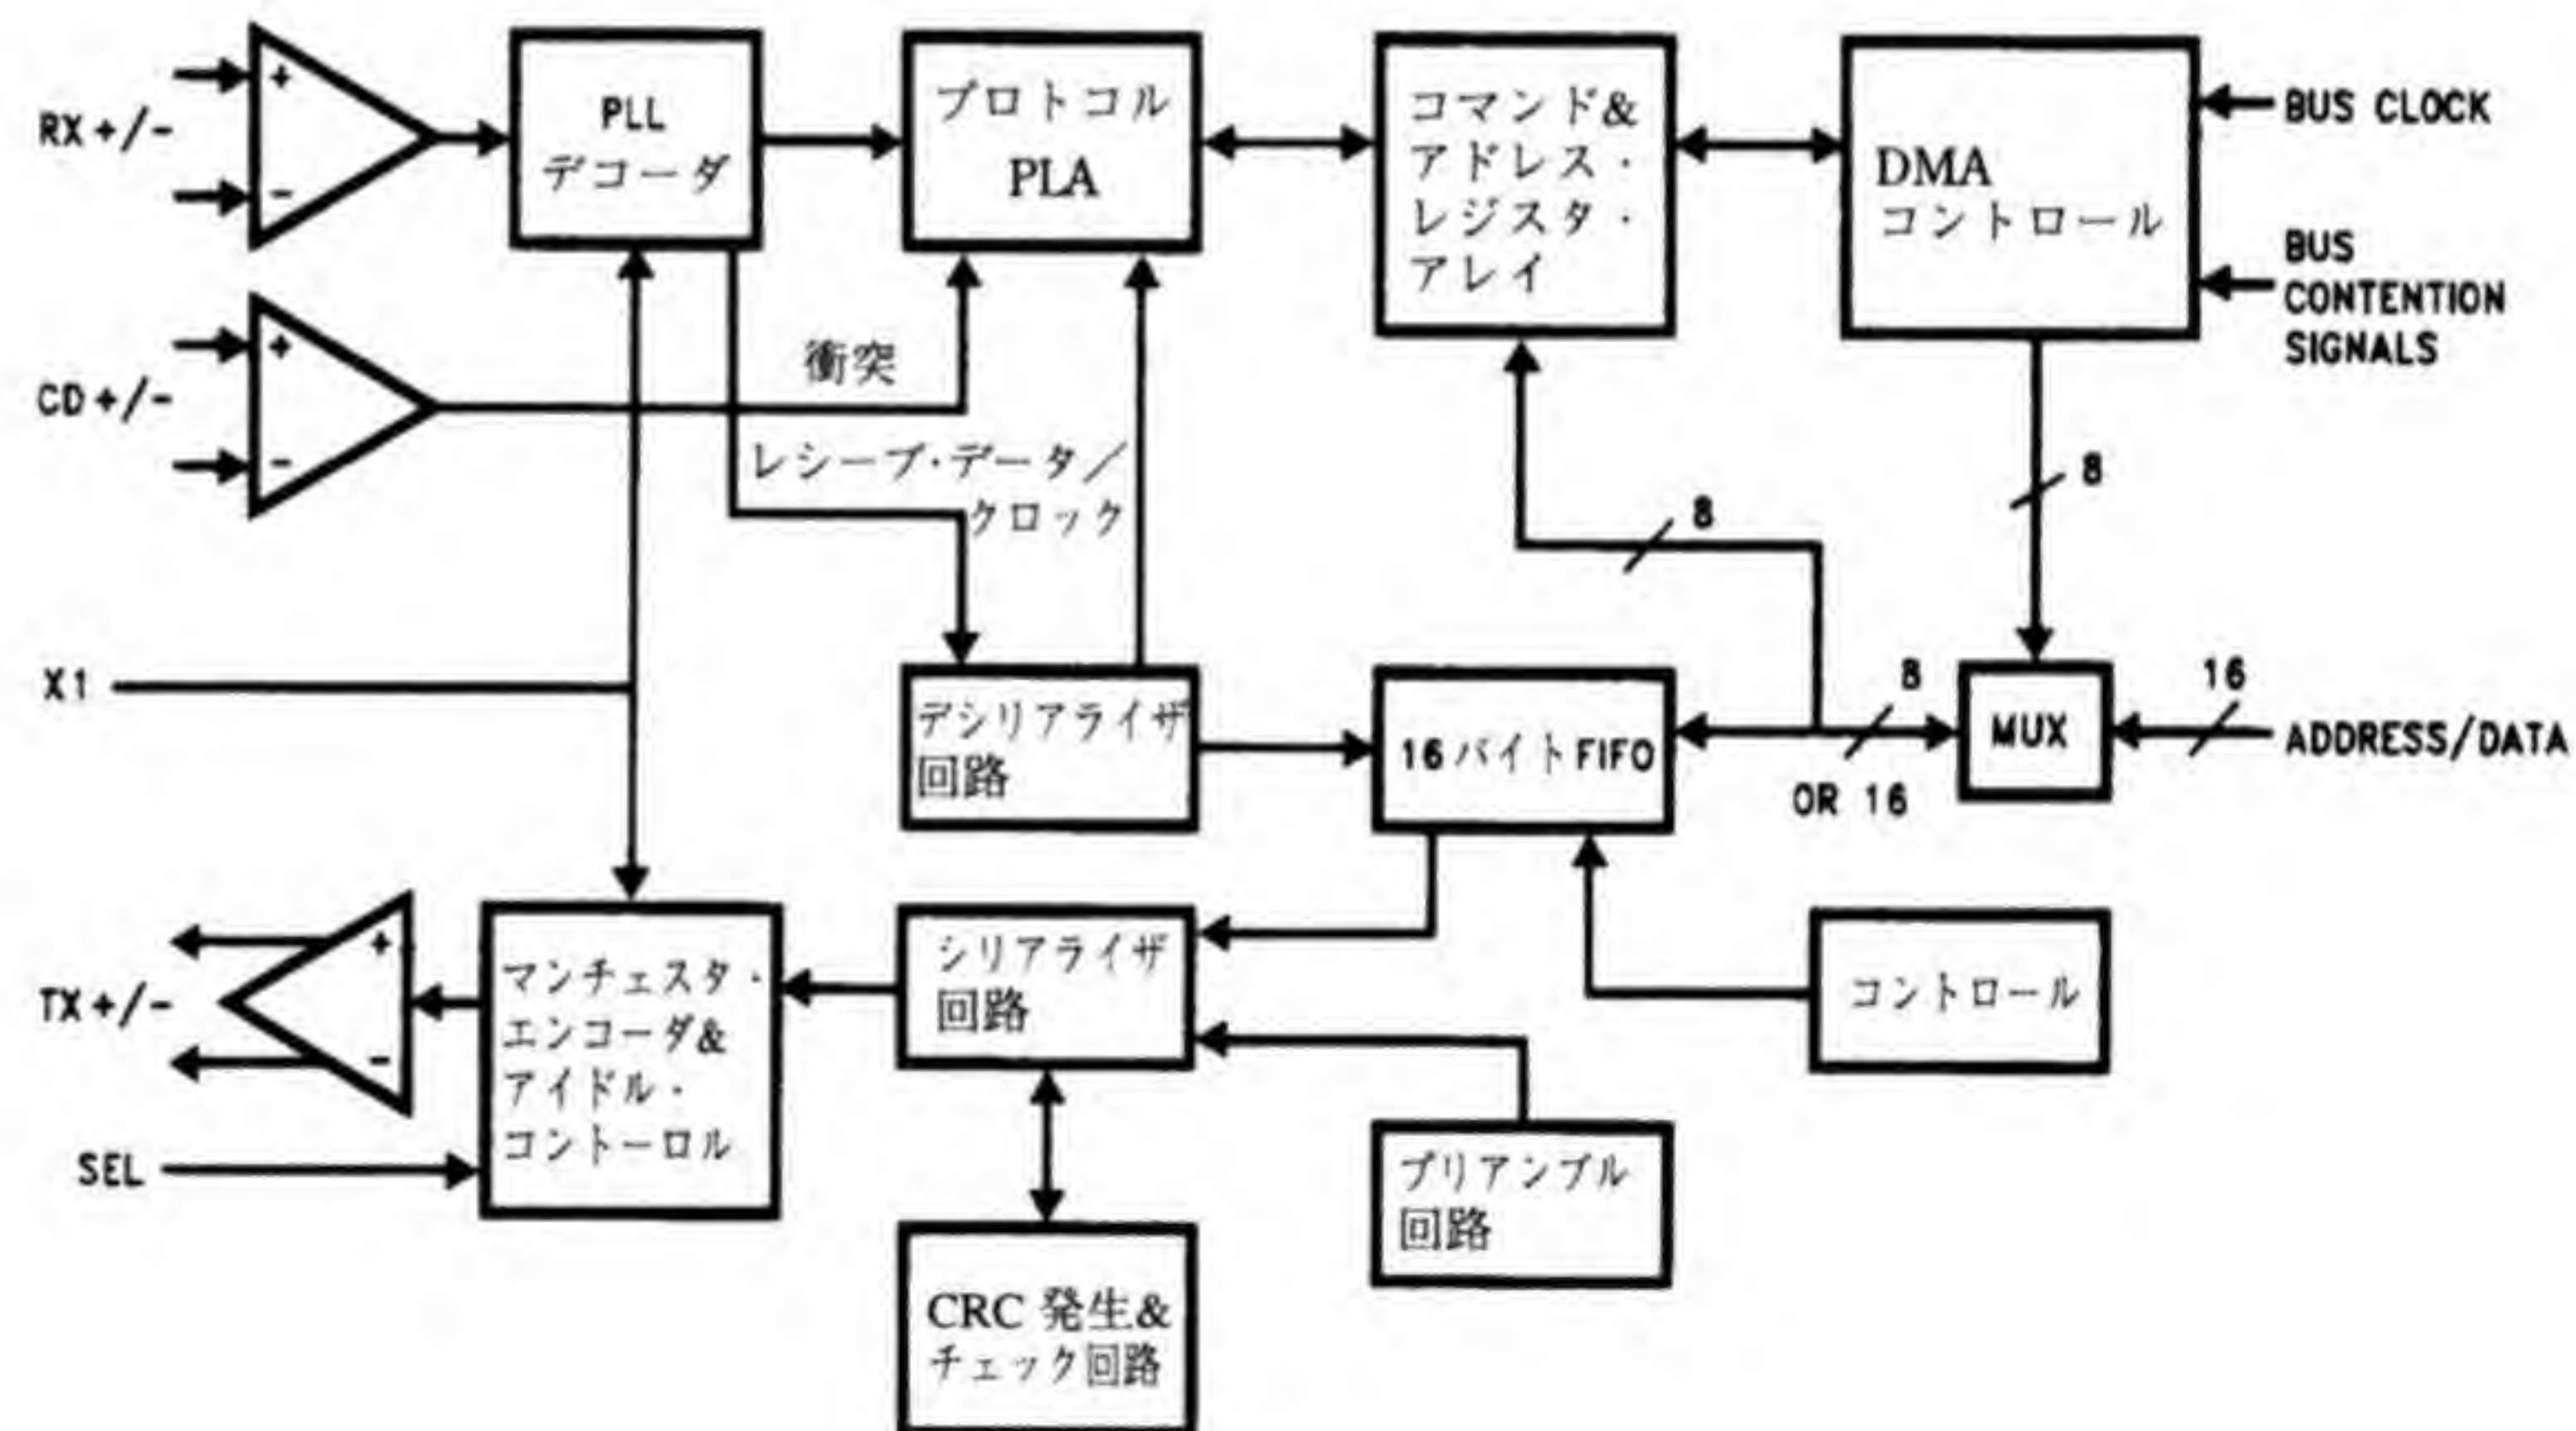 RX+/-
+
-
PLL
デコーダ
プロトコル
PLA
コマンド&
アドレス・
レジスタ・
アレイ
DMA
コントロール
BUS CLOCK
BUS
CONTENTION
SIGNALS
CD+/-
+
-
衝突
レシーブ・データ/
クロック
8
8
X1
デシリアライザ
回路
16バイトFIFO
8
OR 16
MUX
16
ADDRESS/DATA
TX+/-
+
-
SEL
マンチェスタ・
エンコーダ&
アイドル・
コントーロル
シリアライザ
回路
コントロール
プリアンブル
回路
CRC 発生&
チェック回路